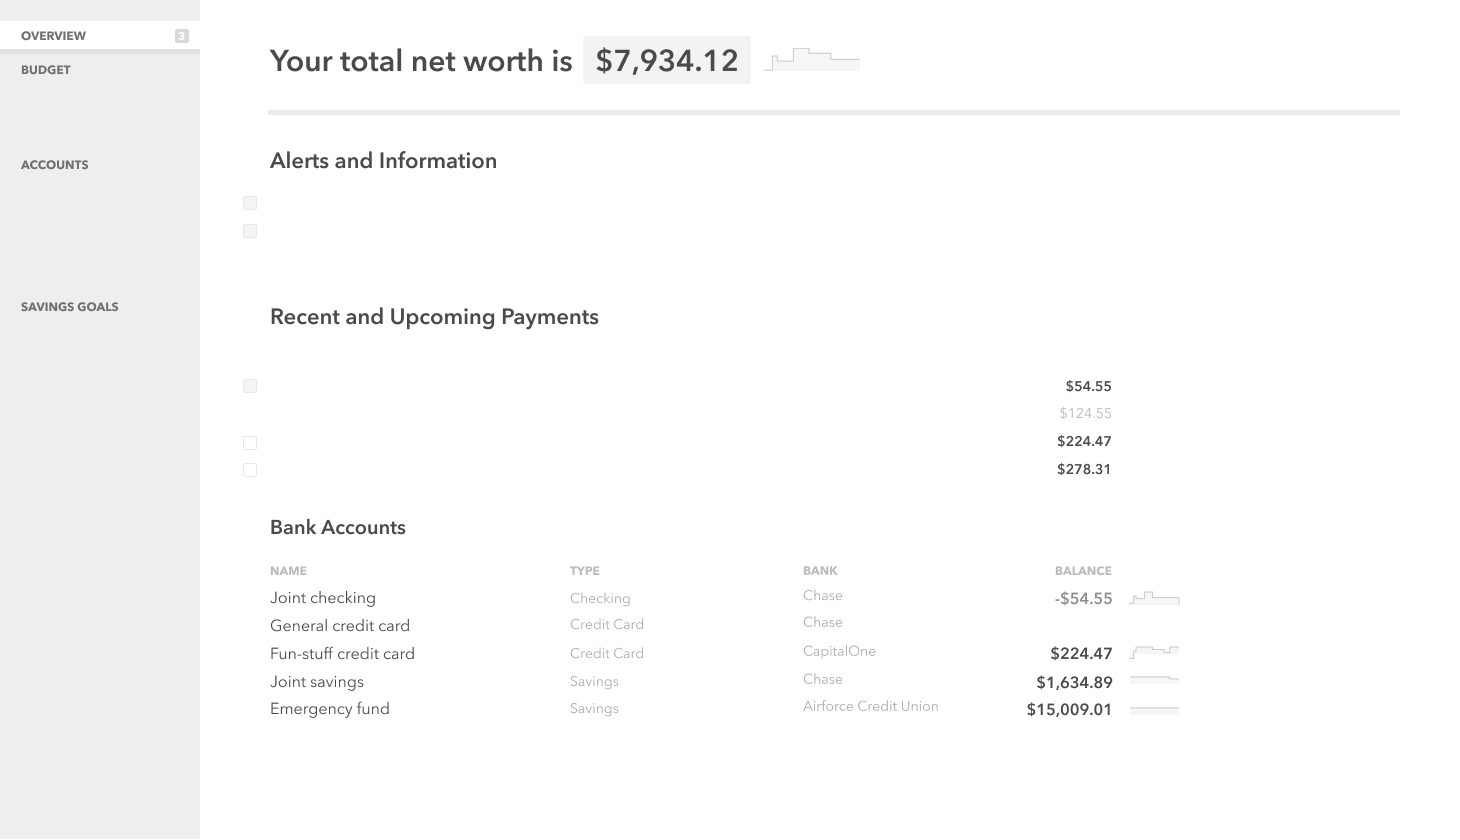 OVERVIEW 3
BUDGET
ACCOUNTS
SAVINGS GOALS
Your total net worth is $7,934.12
Alerts and Information
Recent and Upcoming Payments
$54.55
$124.55
$224.47
$278.31
Bank Accounts
NAME TYPE BANK BALANCE
Joint checking Checking Chase -$54.55
General credit card Credit Card Chase
Fun-stuff credit card Credit Card CapitalOne $224.47
Joint savings Savings Chase $1,634.89
Emergency fund Savings Airforce Credit Union $15,009.01